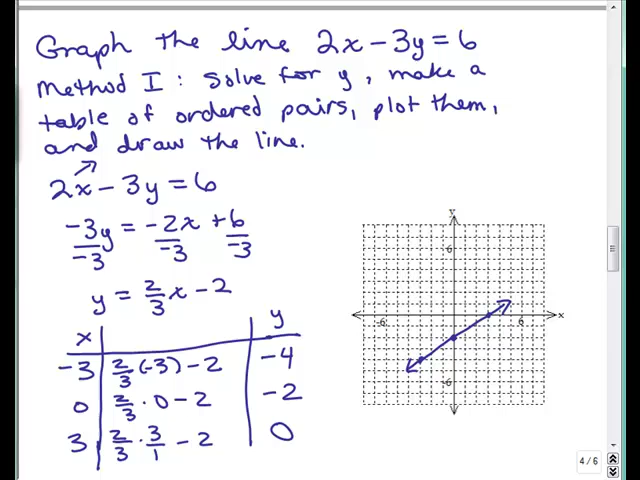 Graph the line 2x - 3y = 6
Method I : Solve for y, make a
table of ordered pairs, plot them,
and draw the line.
2x - 3y = 6
-3y/-3 = -2x/-3 + 6/-3
y = 2/3 x - 2
x y
-3 2/3 (-3) - 2 -4
0 2/3 · 0 - 2 -2
3 2/3 · 3/1 - 2 0
y
6
-6 6 x
-6
4 / 6